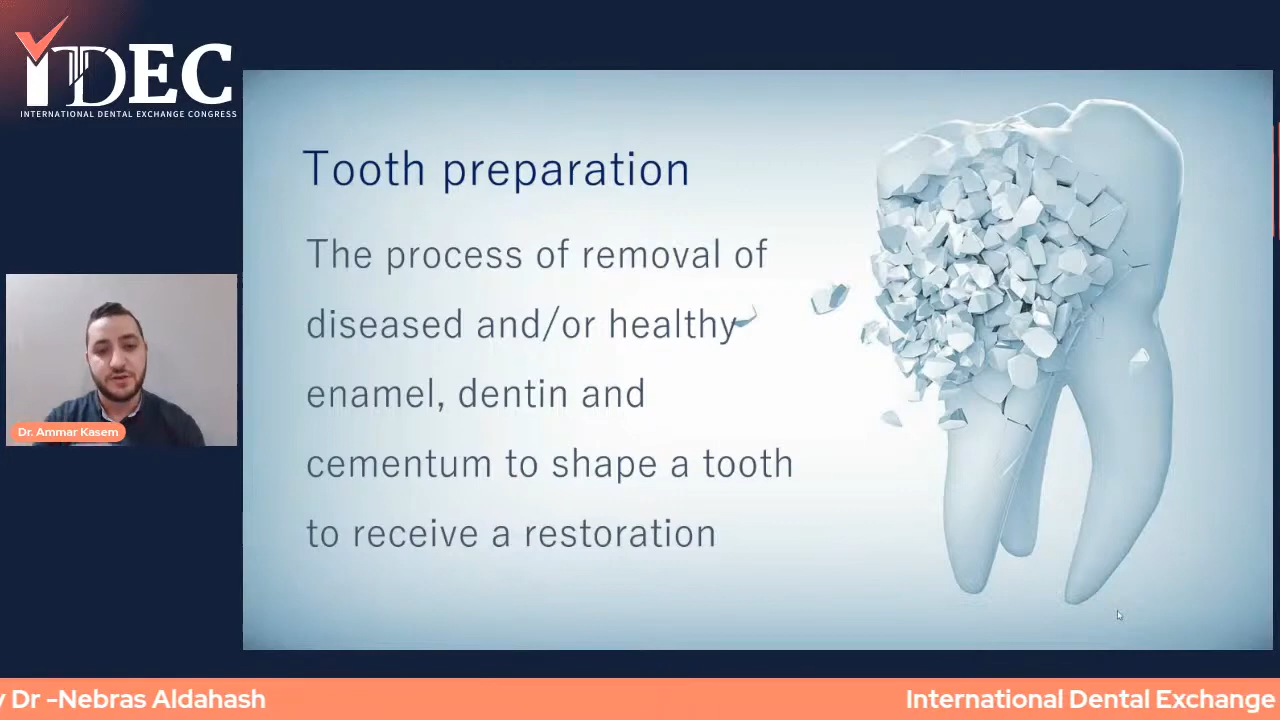 IDEC
INTERNATIONAL DENTAL EXCHANGE CONGRESS
Tooth preparation
The process of removal of
diseased and/or healthy
enamel, dentin and
cementum to shape a tooth
to receive a restoration
Dr. Ammar Kasem
y Dr -Nebras Aldahash
International Dental Exchange